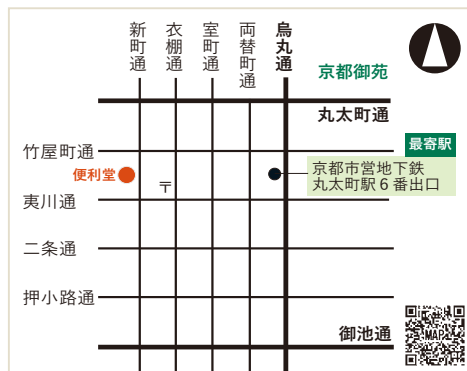 新町通
衣棚通
室町通
両替町通
烏丸通
京都御苑
丸太町通
竹屋町通
最寄駅
便利堂
〒
京都市営地下鉄
丸太町駅6番出口
夷川通
二条通
押小路通
御池通
MAP